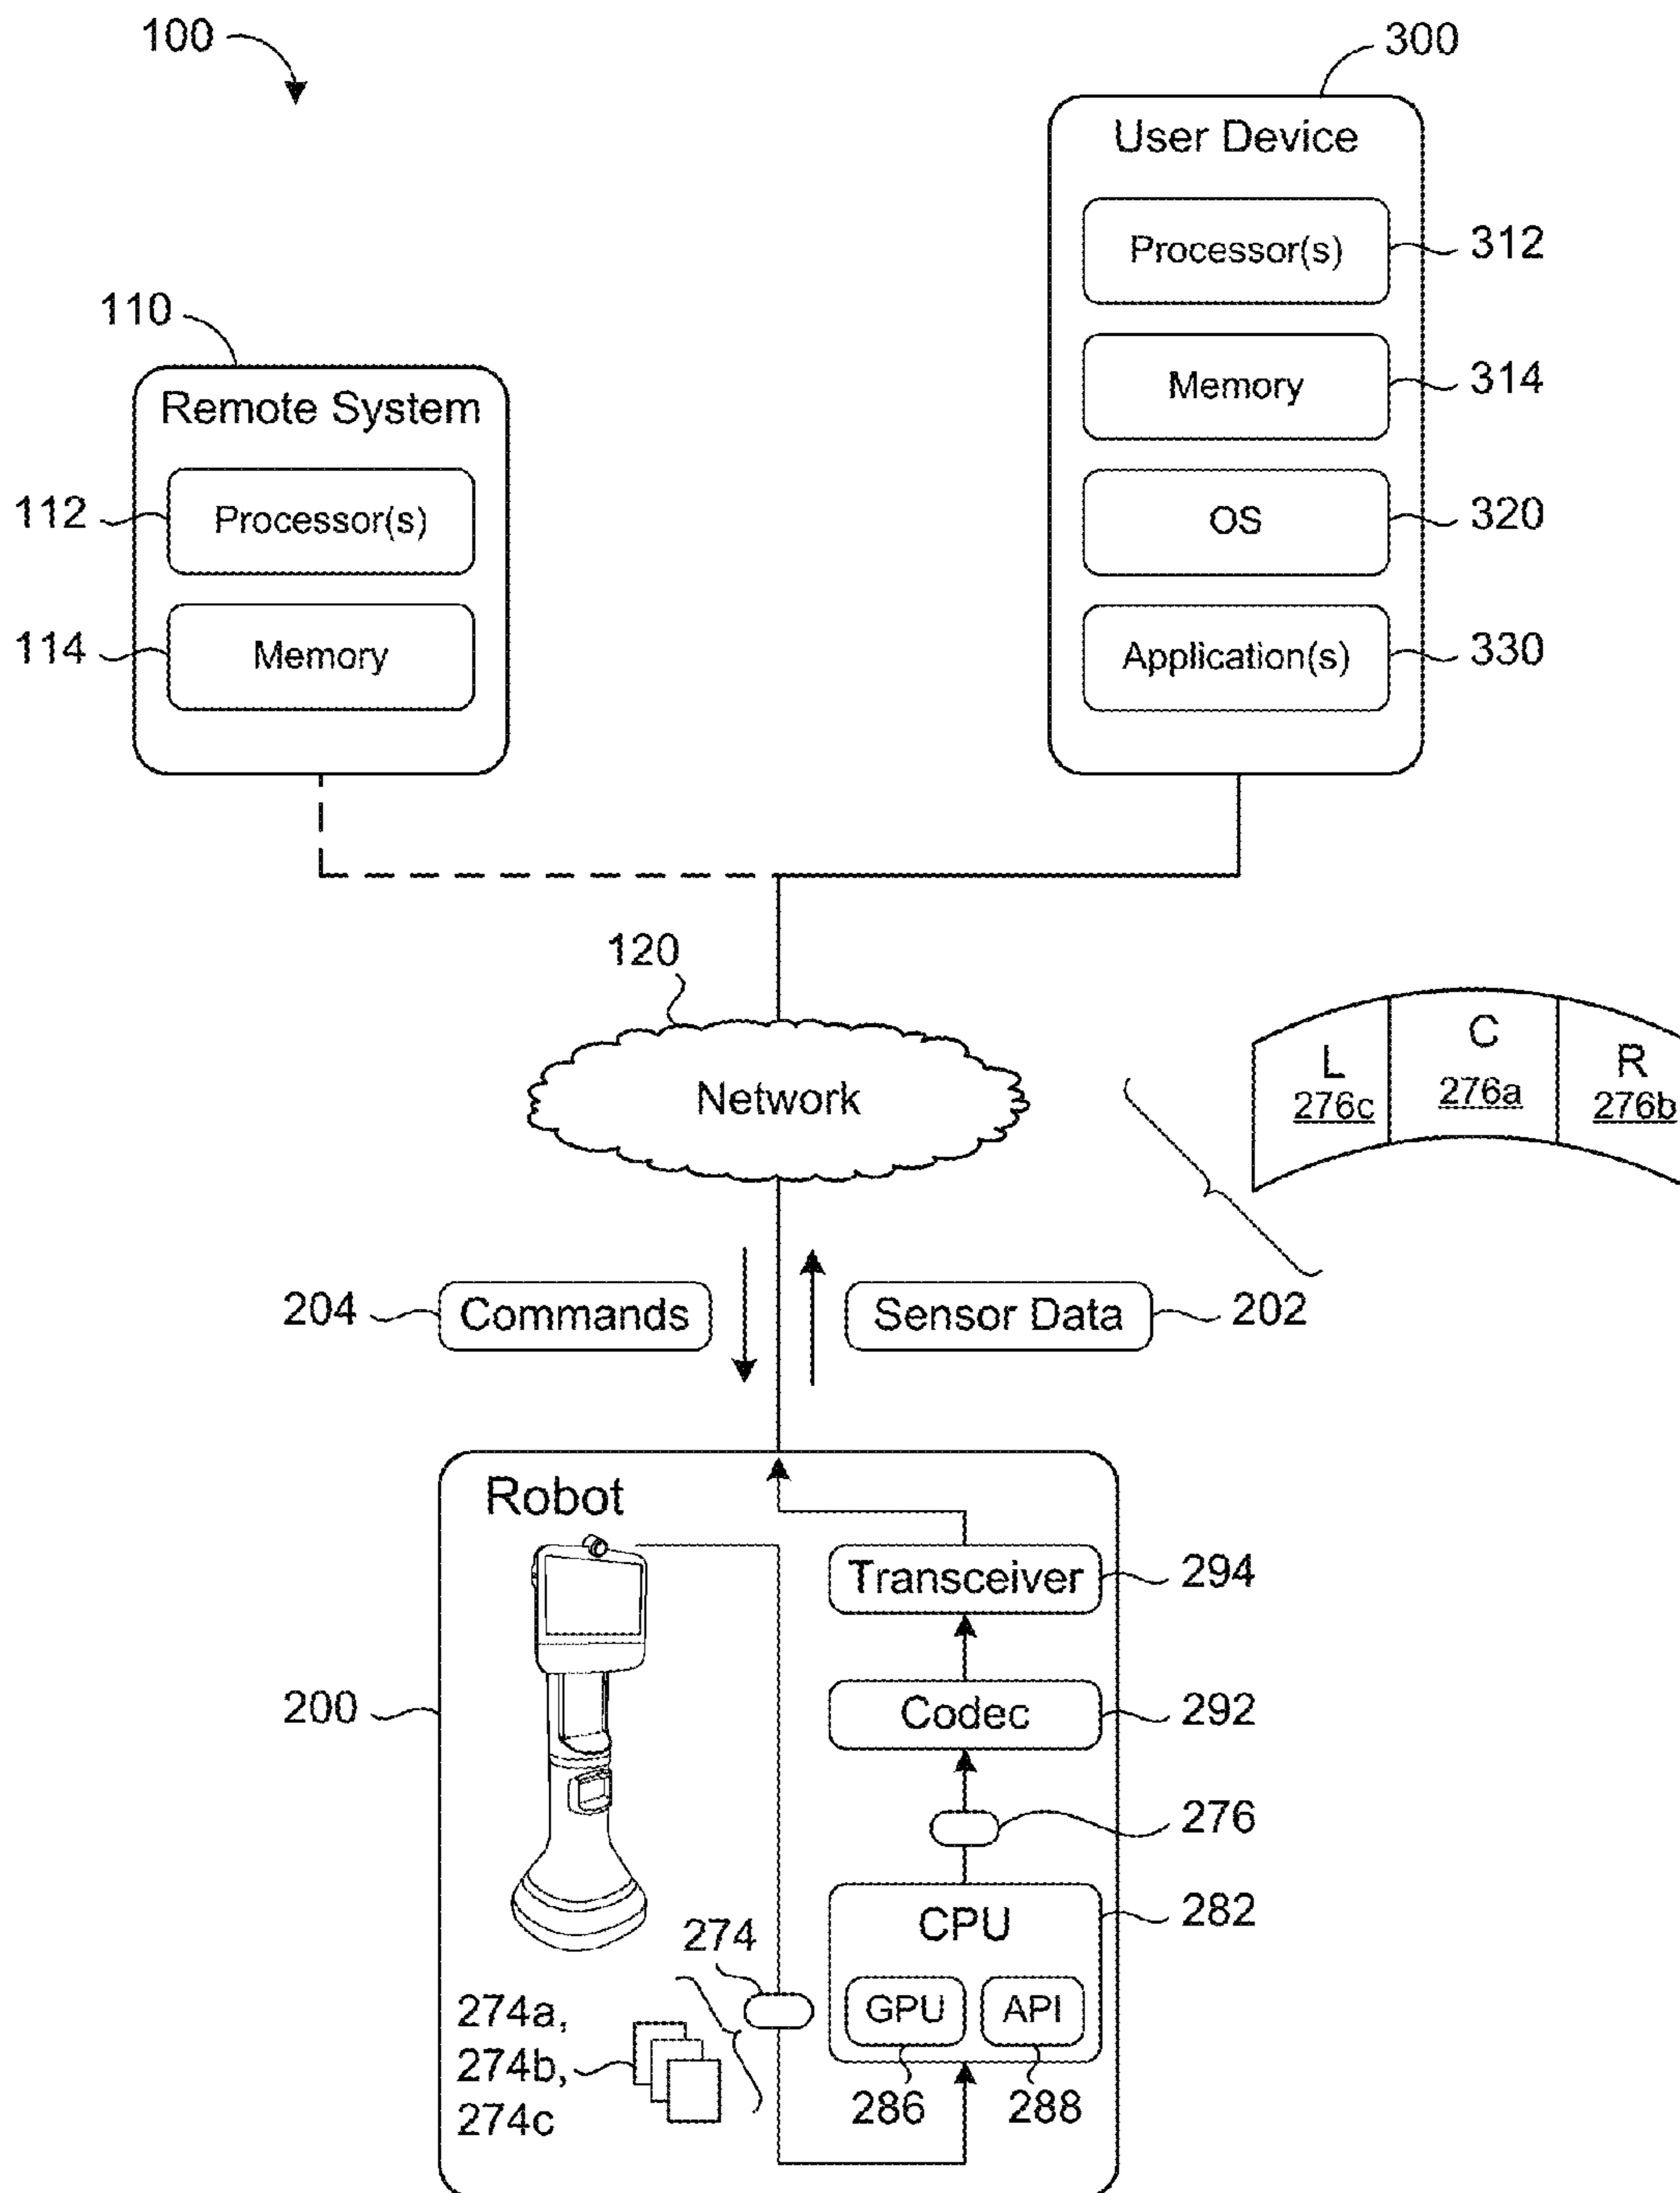 100
300
User Device
Processor(s)
312
110
Memory
314
Remote System
112
Processor(s)
OS
320
114
Memory
Application(s)
330
120
Network
L
276c
C
276a
R
276b
204
Commands
Sensor Data
202
Robot
Transceiver
294
200
Codec
292
276
CPU
282
274
GPU
API
286
288
274a,
274b,
274c